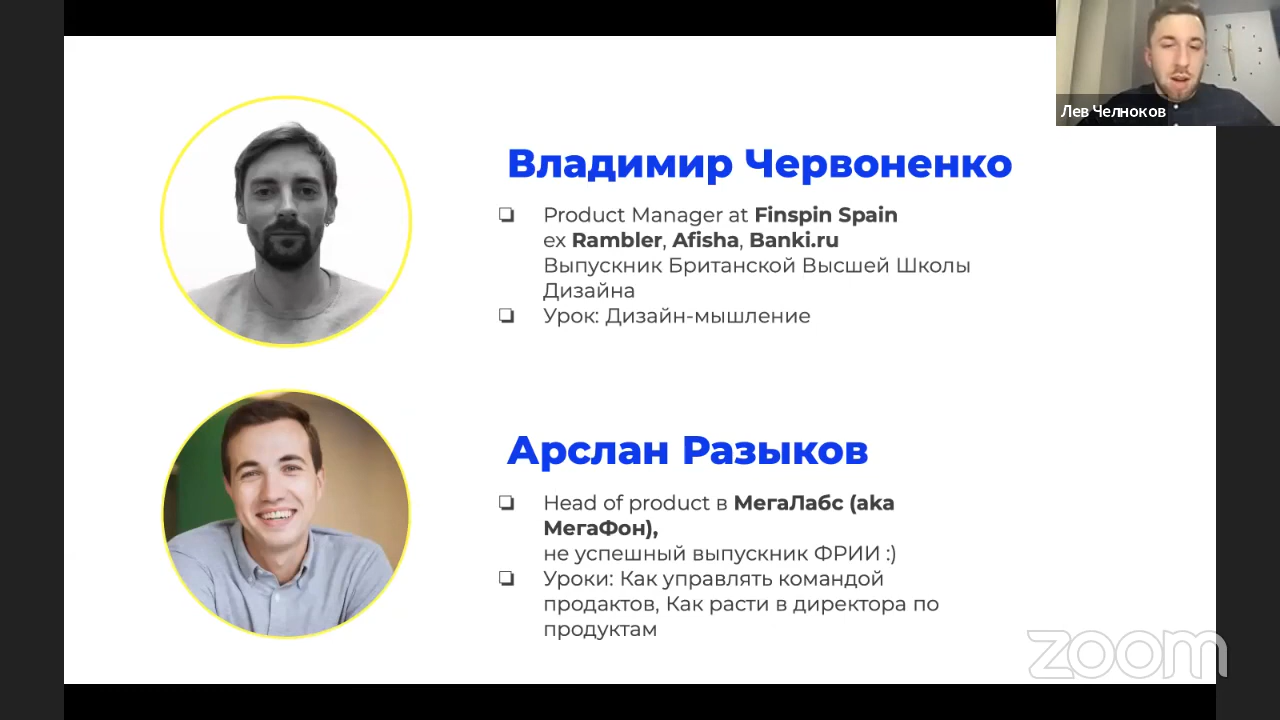 Лев Челноков
Владимир Червоненко
Product Manager at Finspin Spain
ex Rambler, Afisha, Banki.ru
Выпускник Британской Высшей Школы
Дизайна
Урок: Дизайн-мышление
Арслан Разыков
Head of product в МегаЛабс (aka
МегаФон),
не успешный выпускник ФРИИ :)
Уроки: Как управлять командой
продактов, Как расти в директора по
продуктам
zoom